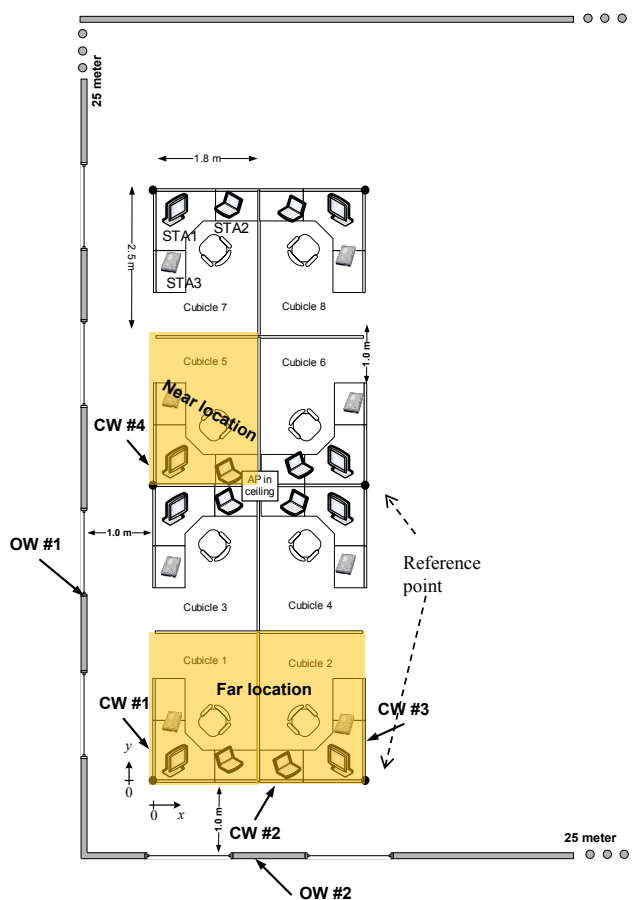 25 meter
1.8 m
STA1
STA2
2.5 m
STA3
Cubicle 7
Cubicle 8
1.0 m
Cubicle 5
Cubicle 6
Near location
CW #4
AP in
ceiling
1.0 m
OW #1
Reference
point
Cubicle 3
Cubicle 4
Cubicle 1
Cubicle 2
Far location
CW #1
CW #3
y
0
0
x
1.0 m
CW #2
25 meter
OW #2